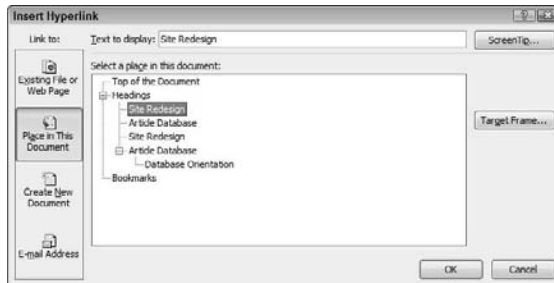 Insert Hyperlink
Link to:
Text to display: Site Redesign
ScreenTip...
Select a place in this document:
Existing File or
Web Page
Place in This
Document
Create New
Document
E-mail Address
Top of the Document
Headings
Site Redesign
Article Database
Site Redesign
Article Database
Database Orientation
Bookmarks
Target Frame...
OK
Cancel